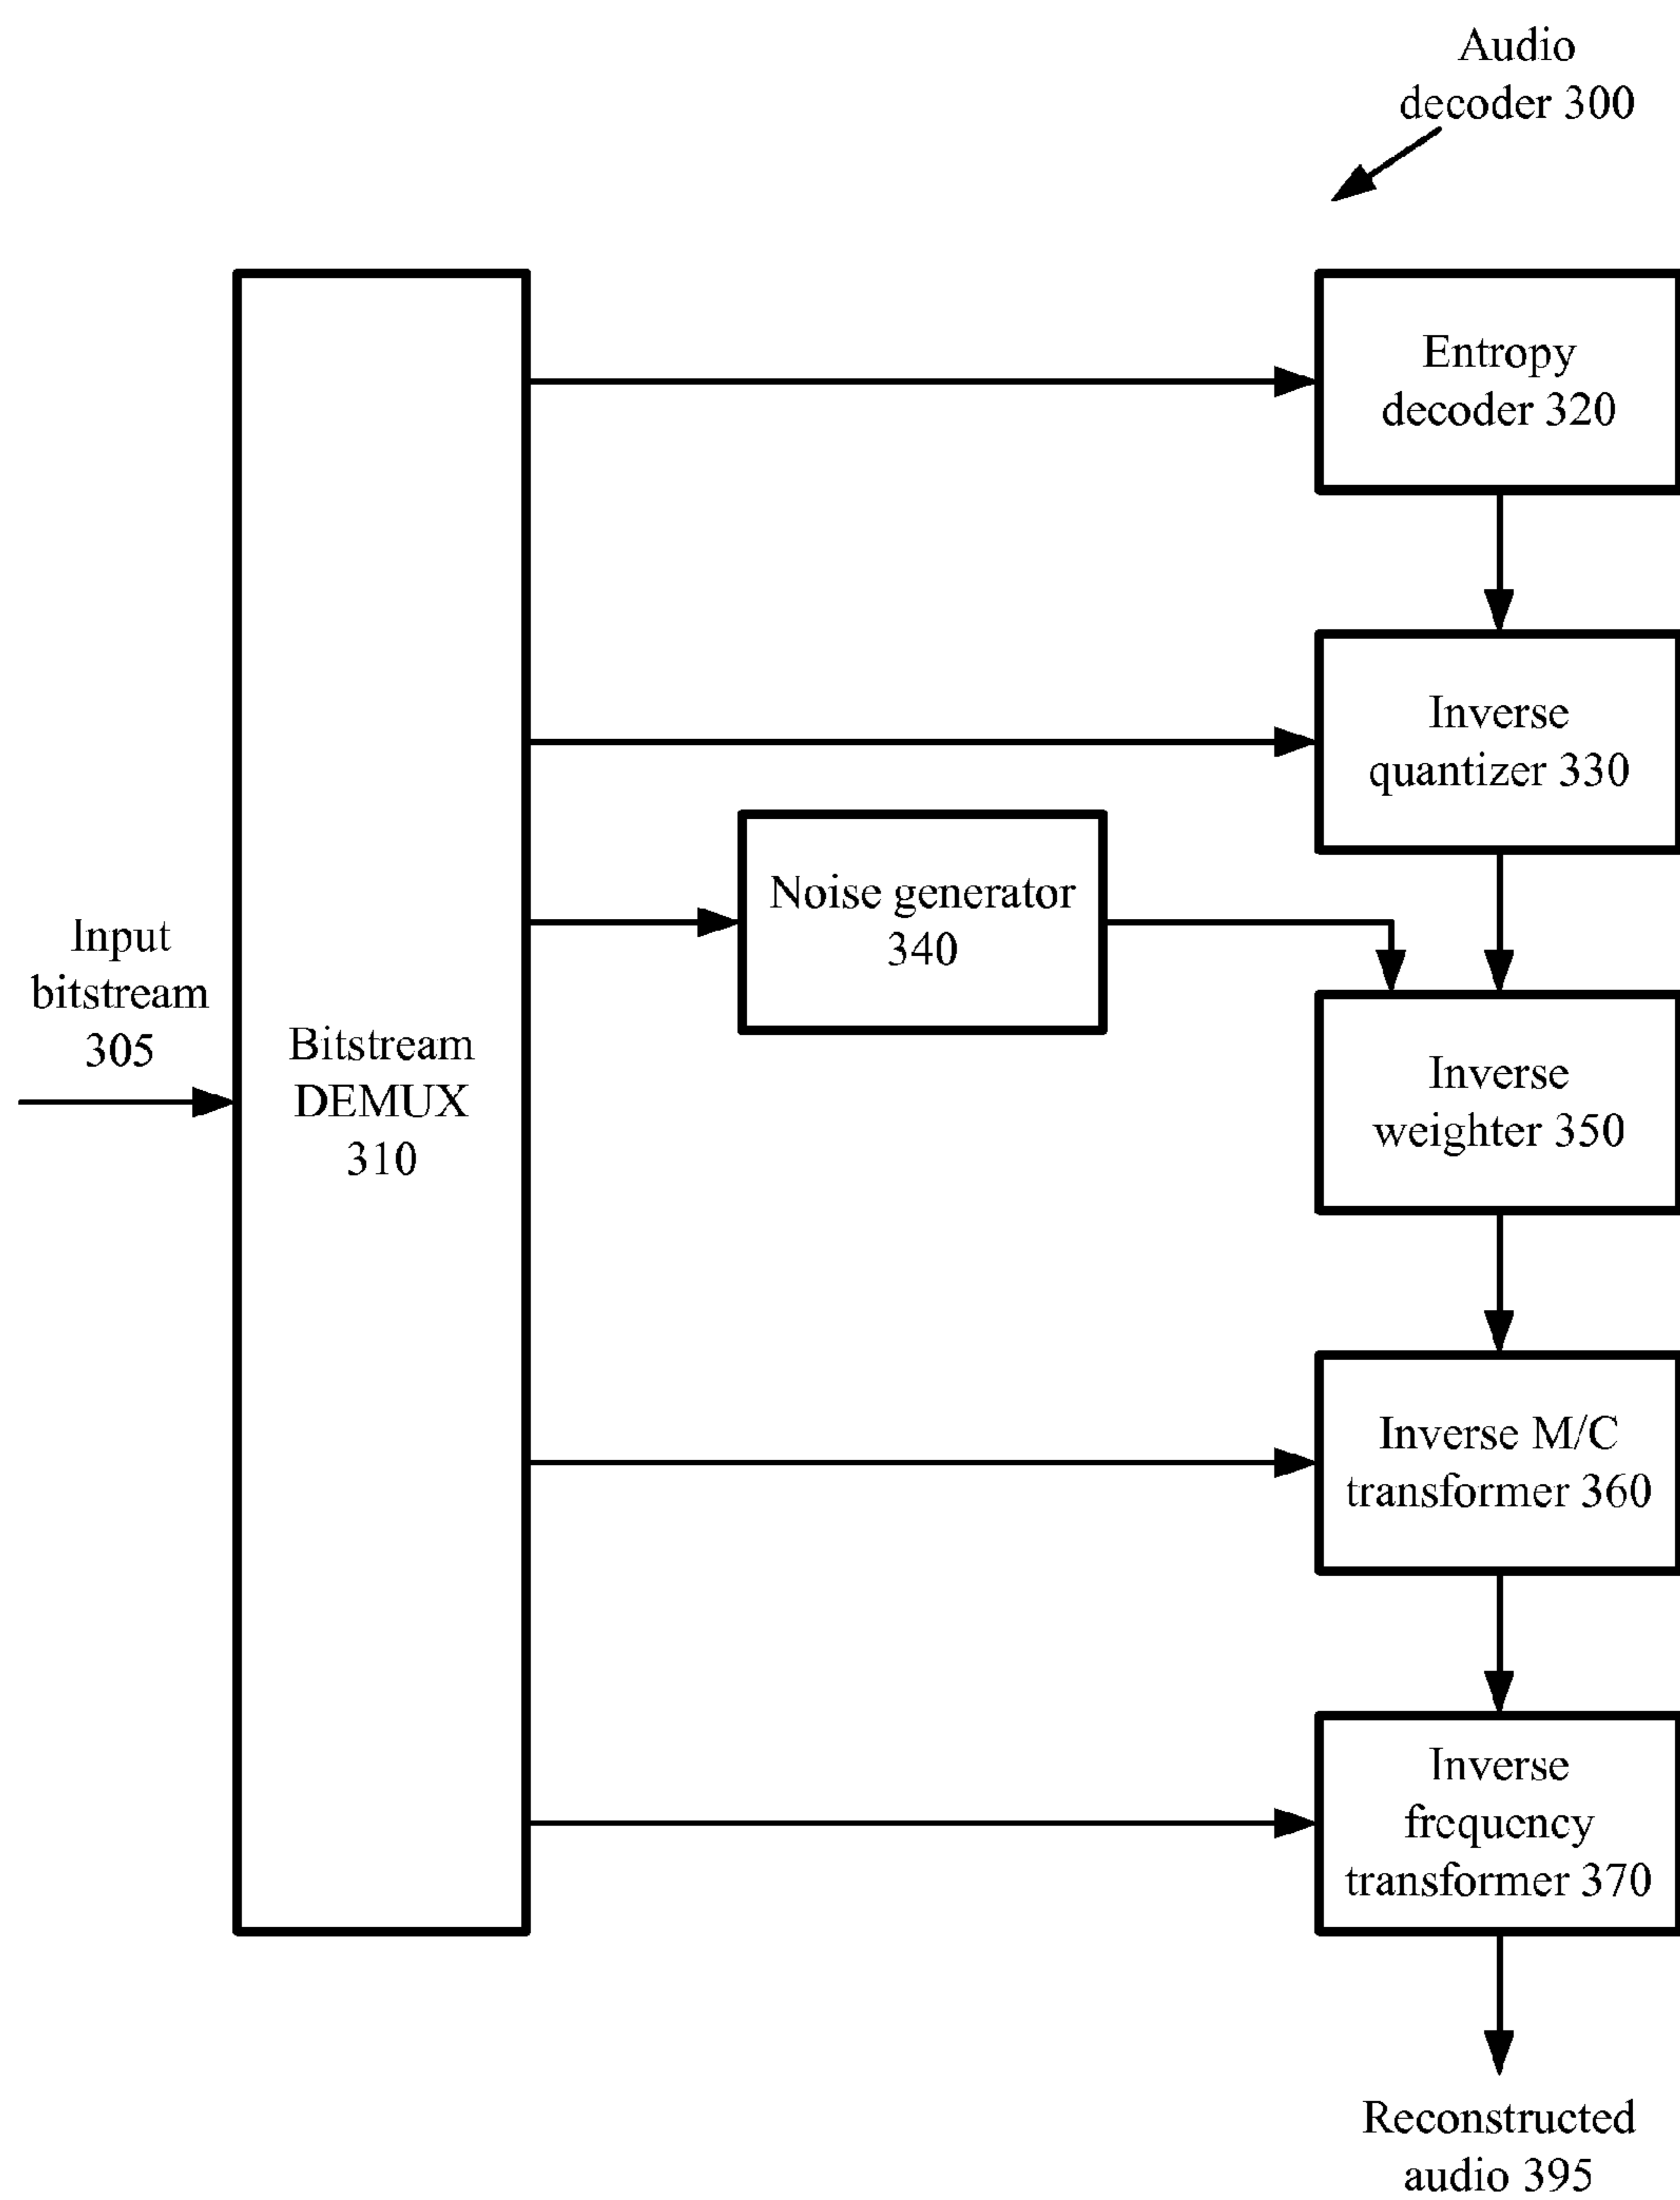 Audio
decoder 300
Entropy
decoder 320
Inverse
quantizer 330
Noise generator
340
Input
bitstream
305
Bitstream
DEMUX
310
Inverse
weighter 350
Inverse M/C
transformer 360
Inverse
frequency
transformer 370
Reconstructed
audio 395